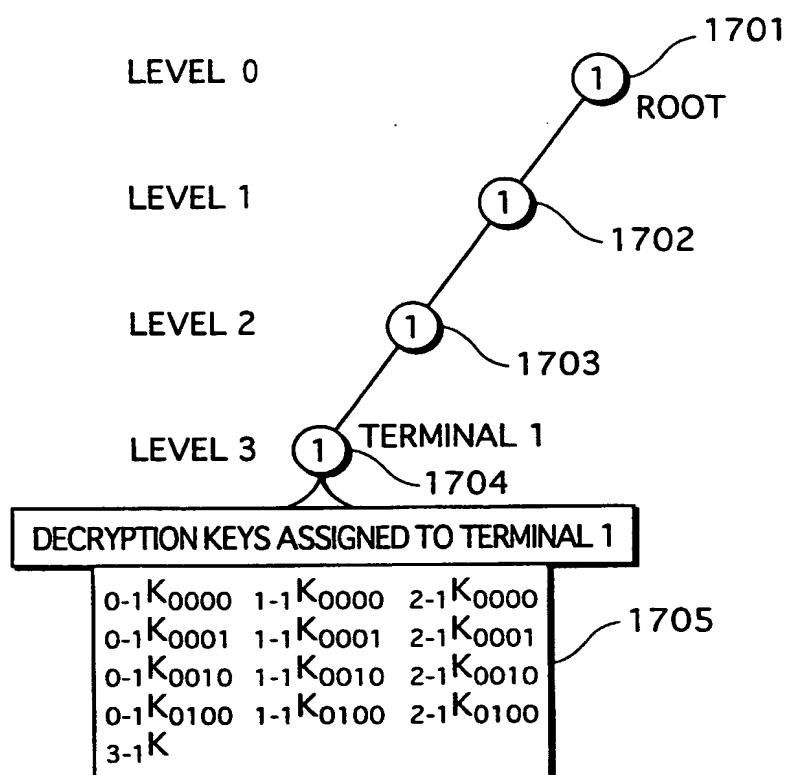 1701
LEVEL 0
1
ROOT
LEVEL 1
1
1702
LEVEL 2
1
1703
LEVEL 3
1
TERMINAL 1
1704
DECRYPTION KEYS ASSIGNED TO TERMINAL 1
0-1K0000 1-1K0000 2-1K0000
0-1K0001 1-1K0001 2-1K0001
0-1K0010 1-1K0010 2-1K0010
0-1K0100 1-1K0100 2-1K0100
3-1K
1705